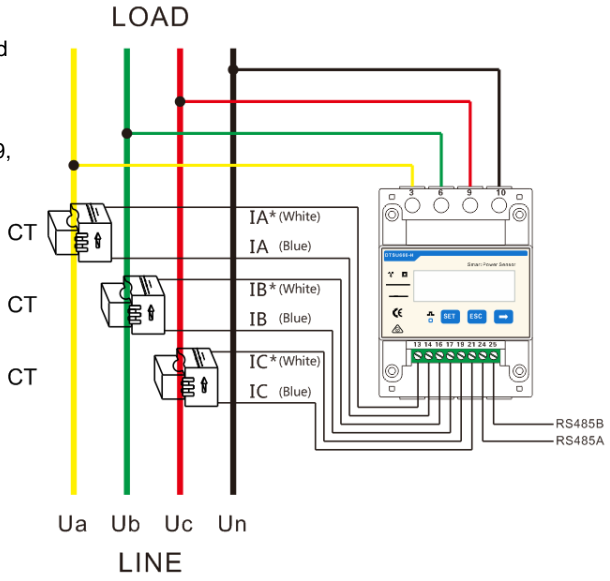 LOAD
d
9,
3 6 9 10
CT
IA* (White)
IA (Blue)
DTSU666-H
Smart Power Sensor
CT
IB* (White)
IB (Blue)
CE
SET ESC
CT
IC* (White)
IC (Blue)
13 14 16 17 19 21 24 25
RS485B
RS485A
Ua Ub Uc Un
LINE